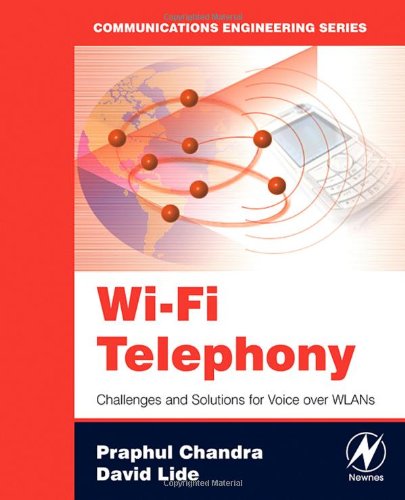 COMMUNICATIONS ENGINEERING SERIES
Wi-Fi
Telephony
Challenges and Solutions for Voice over WLANs
Praphul Chandra
David Lide
Newnes